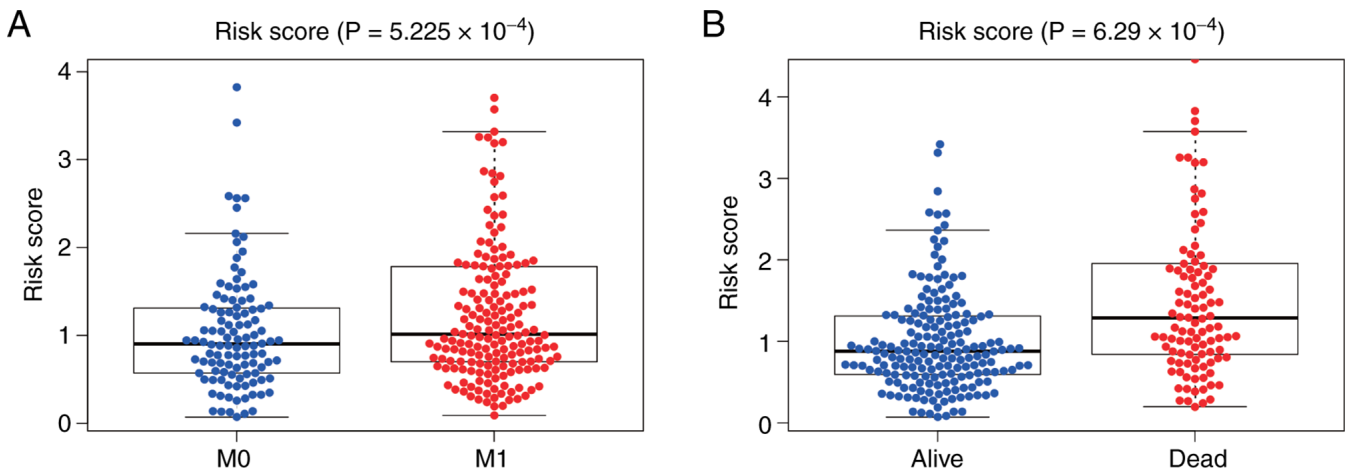 A
Risk score (P = 5.225 × 10⁻⁴)
Risk score
4
3
2
1
0
M0
M1
B
Risk score (P = 6.29 × 10⁻⁴)
Risk score
4
3
2
1
0
Alive
Dead